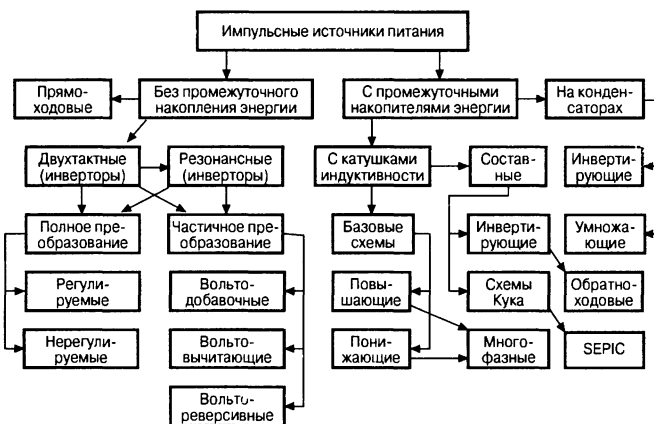 Импульсные источники питания
Прямо-
ходовые
Без промежуточного
накопления энергии
С промежуточными
накопителями энергии
На конден-
саторах
Двухтактные
(инверторы)
Резонансные
(инверторы)
С катушками
индуктивности
Состав-
ные
Инверти-
рующие
Полное пре-
образование
Частичное пре-
образование
Базовые
схемы
Инверти-
рующие
Умножа-
ющие
Регули-
руемые
Вольто-
добавочные
Повы-
шающие
Схемы
Кука
Обратно-
ходовые
Нерегули-
руемые
Вольто-
вычитающие
Пони-
жающие
Много-
фазные
SEPIC
Вольто-
реверсивные